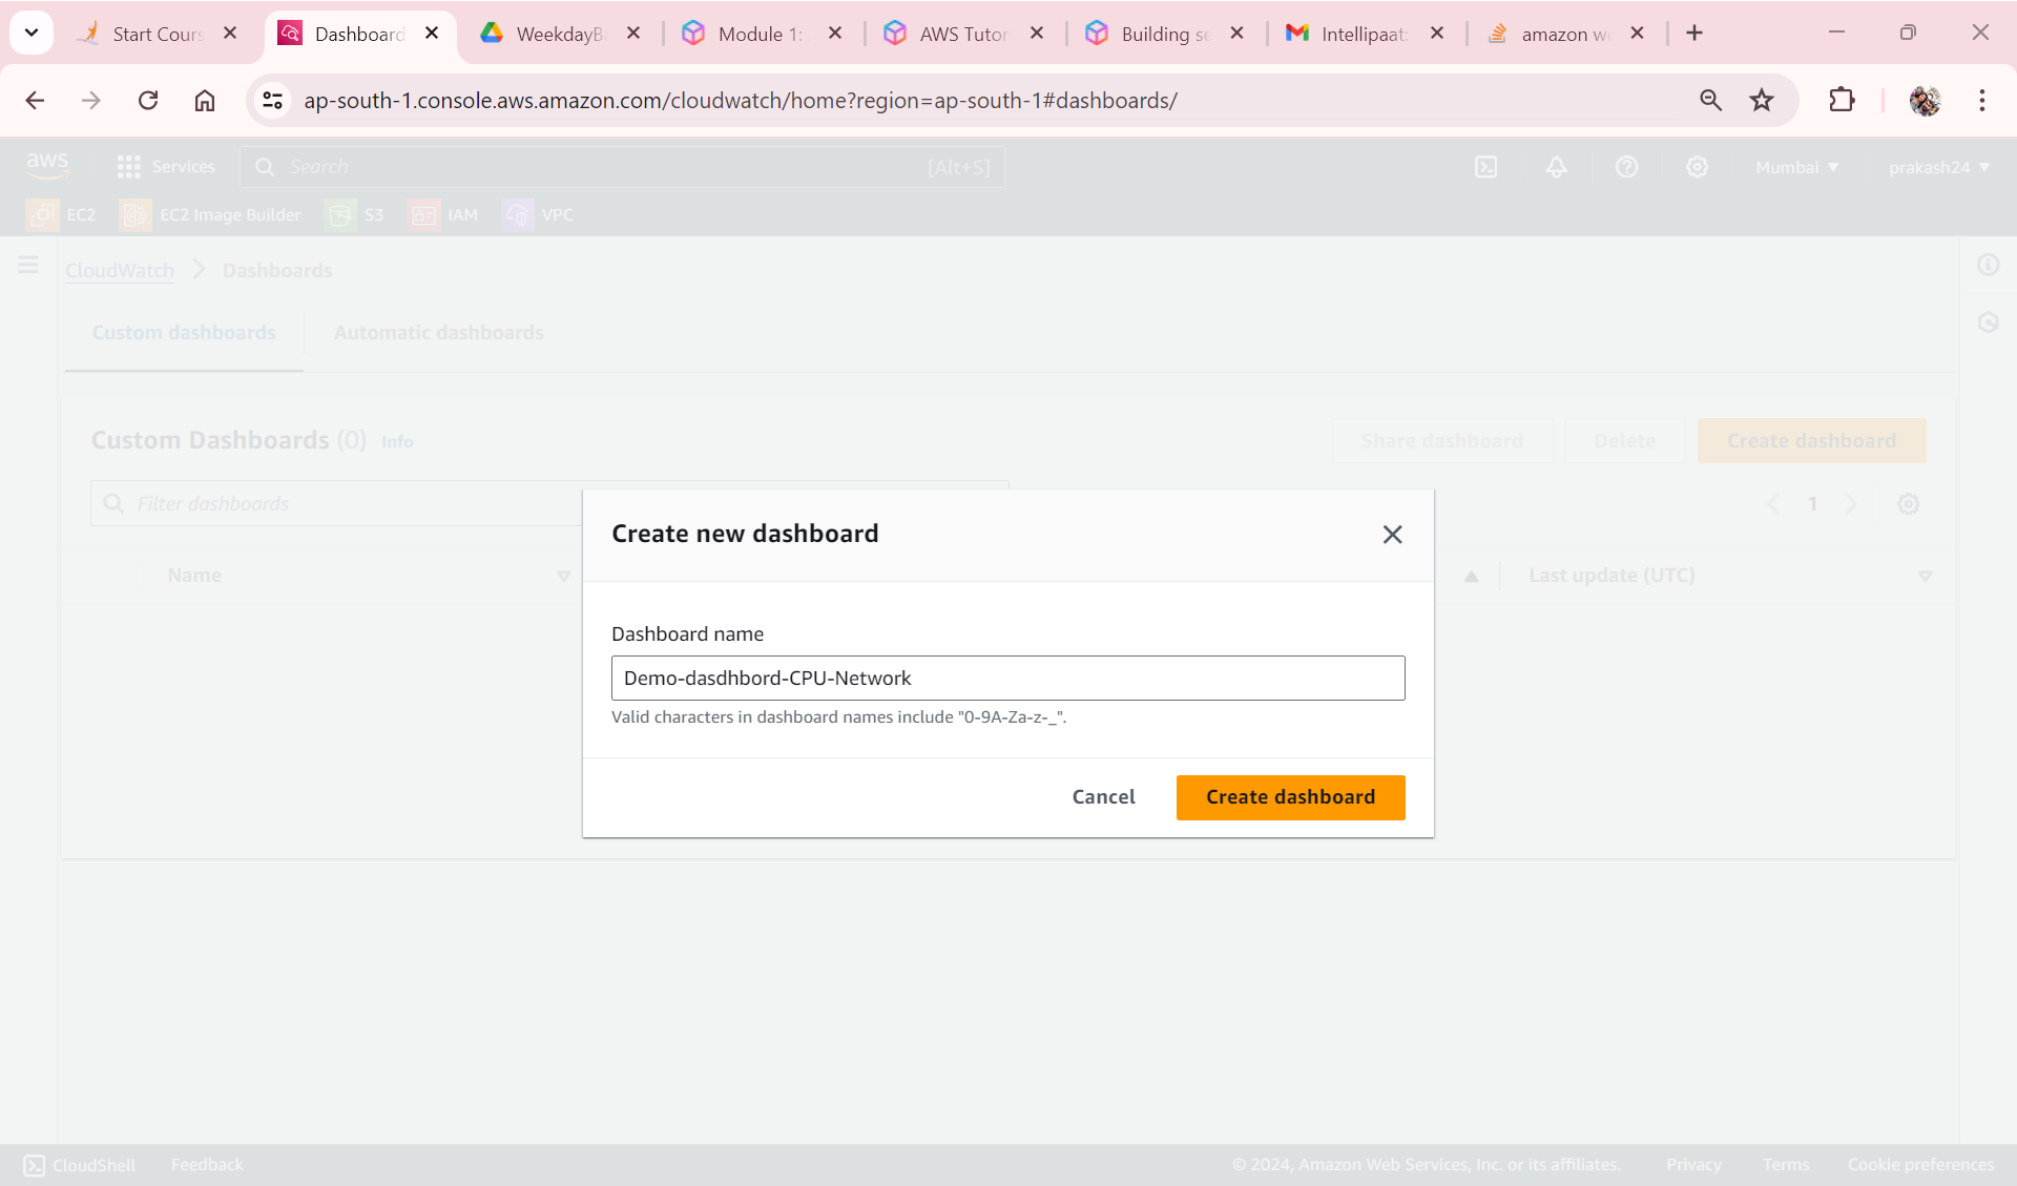 Start Cours
Dashboard
WeekdayBa
Module 1:
AWS Tutor
Building se
Intellipaat:
amazon we
ap-south-1.console.aws.amazon.com/cloudwatch/home?region=ap-south-1#dashboards/
aws Services Search [Alt+S] Mumbai prakash24
EC2 EC2 Image Builder S3 IAM VPC
CloudWatch Dashboards
Custom dashboards Automatic dashboards
Custom Dashboards (0) Info Share dashboard Delete Create dashboard
Filter dashboards 1
Create new dashboard
Name Last update (UTC)
Dashboard name
Demo-dasdhbord-CPU-Network
Valid characters in dashboard names include "0-9A-Za-z-_".
Cancel Create dashboard
CloudShell Feedback © 2024, Amazon Web Services, Inc. or its affiliates. Privacy Terms Cookie preferences